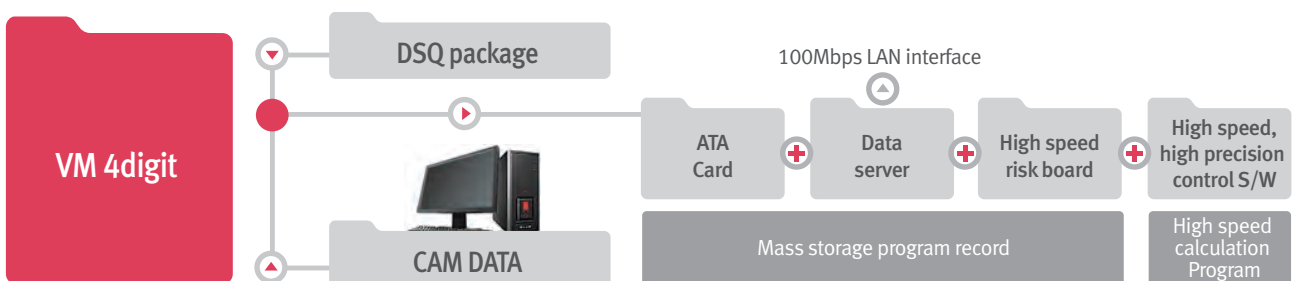 VM 4digit
DSQ package
CAM DATA
100Mbps LAN interface
ATA
Card
Data
server
High speed
risk board
High speed,
high precision
control S/W
Mass storage program record
High speed
calculation
Program